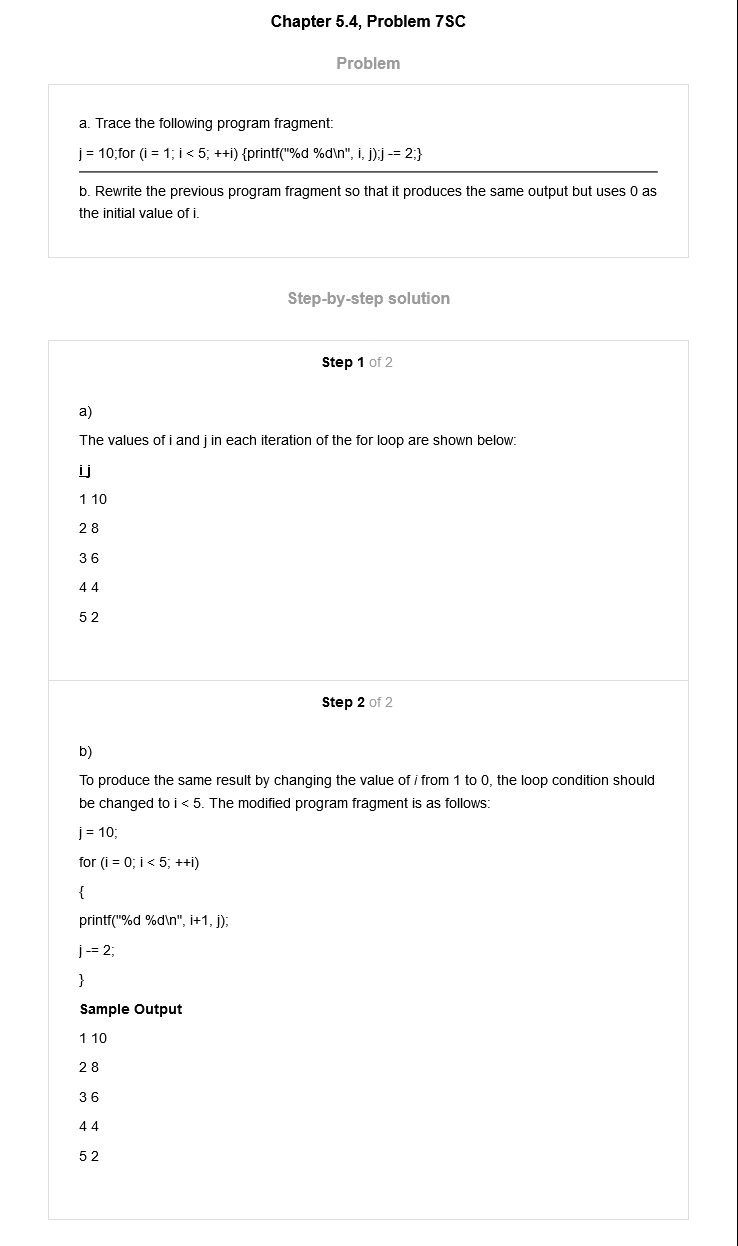 Chapter 5.4, Problem 7SC
Problem
a. Trace the following program fragment:
j = 10;for (i = 1; i < 5; ++i) {printf("%d %d\n", i, j);j -= 2;}
b. Rewrite the previous program fragment so that it produces the same output but uses 0 as
the initial value of i.
Step-by-step solution
Step 1 of 2
a)
The values of i and j in each iteration of the for loop are shown below:
i j
1 10
2 8
3 6
4 4
5 2
Step 2 of 2
b)
To produce the same result by changing the value of i from 1 to 0, the loop condition should
be changed to i < 5. The modified program fragment is as follows:
j = 10;
for (i = 0; i < 5; ++i)
{
printf("%d %d\n", i+1, j);
j -= 2;
}
Sample Output
1 10
2 8
3 6
4 4
5 2